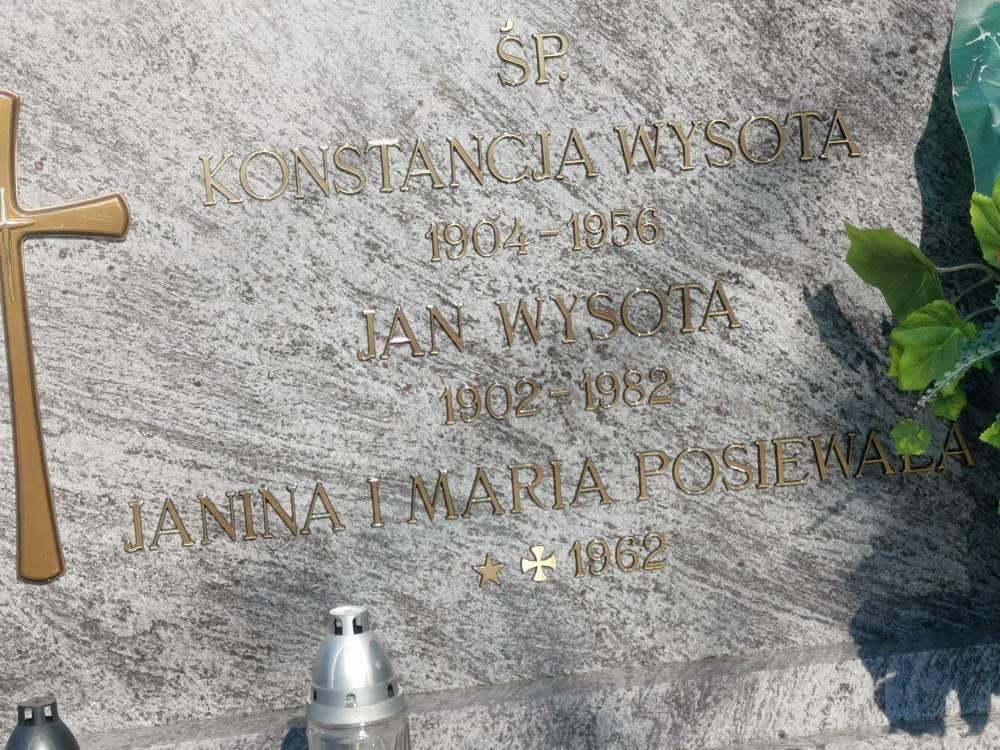 ŚP.
KONSTANCJA WYSOTA
1904-1956
JAN WYSOTA
1902-1982
JANINA I MARIA POSIEWAŁA
1962